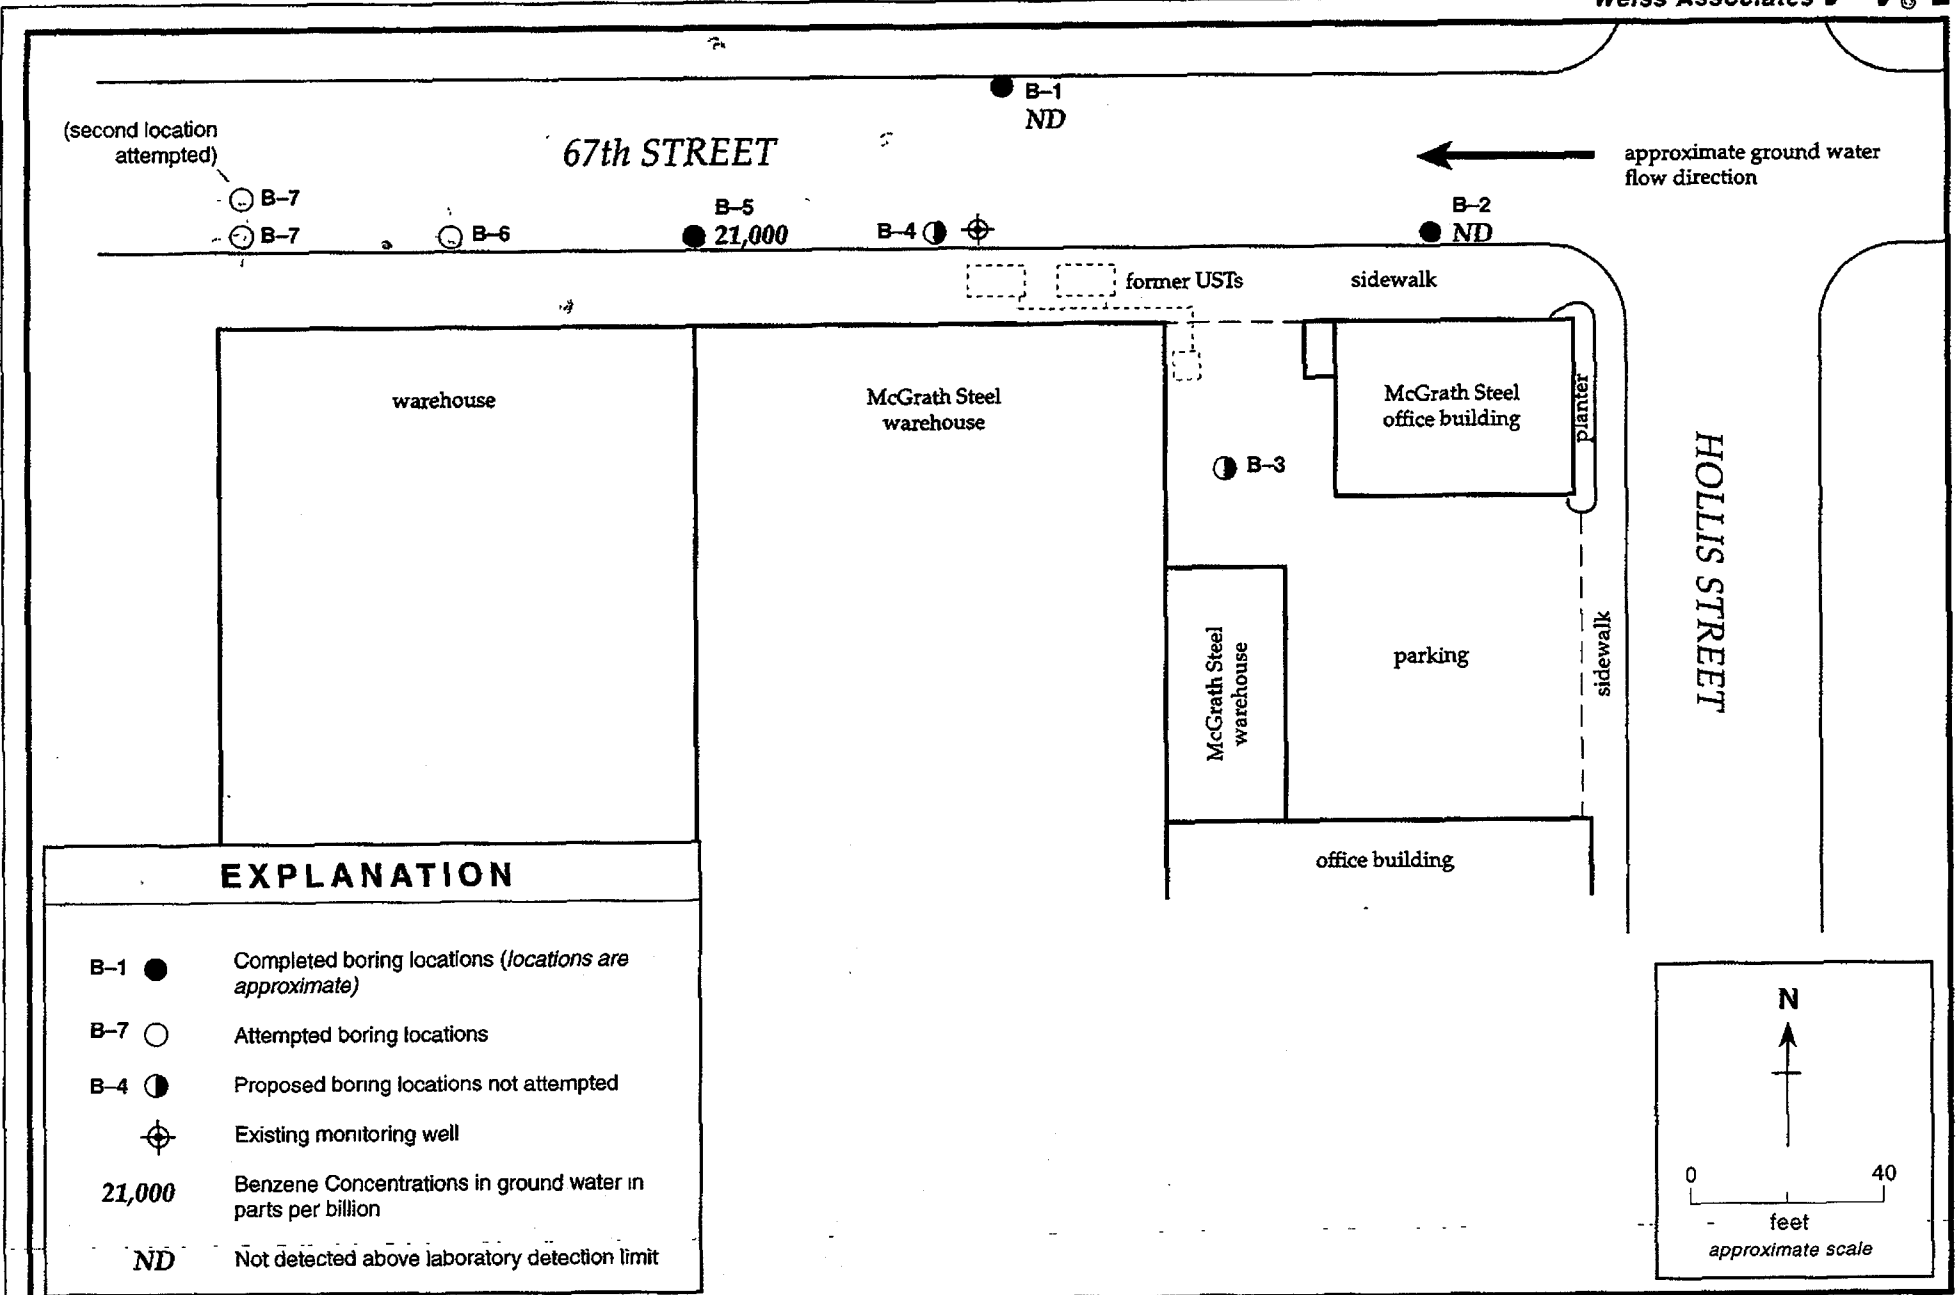 Weiss Associates
B–1
ND
(second location
attempted)
67th STREET
approximate ground water
flow direction
B–7
B–7
B–6
B–5
21,000
B–4
B–2
ND
former USTs
sidewalk
warehouse
McGrath Steel
warehouse
McGrath Steel
office building
planter
B–3
HOLLIS STREET
McGrath Steel
warehouse
parking
sidewalk
office building
EXPLANATION
B–1 Completed boring locations (locations are
approximate)
B–7 Attempted boring locations
B–4 Proposed boring locations not attempted
Existing monitoring well
21,000 Benzene Concentrations in ground water in
parts per billion
ND Not detected above laboratory detection limit
N
0 40
feet
approximate scale